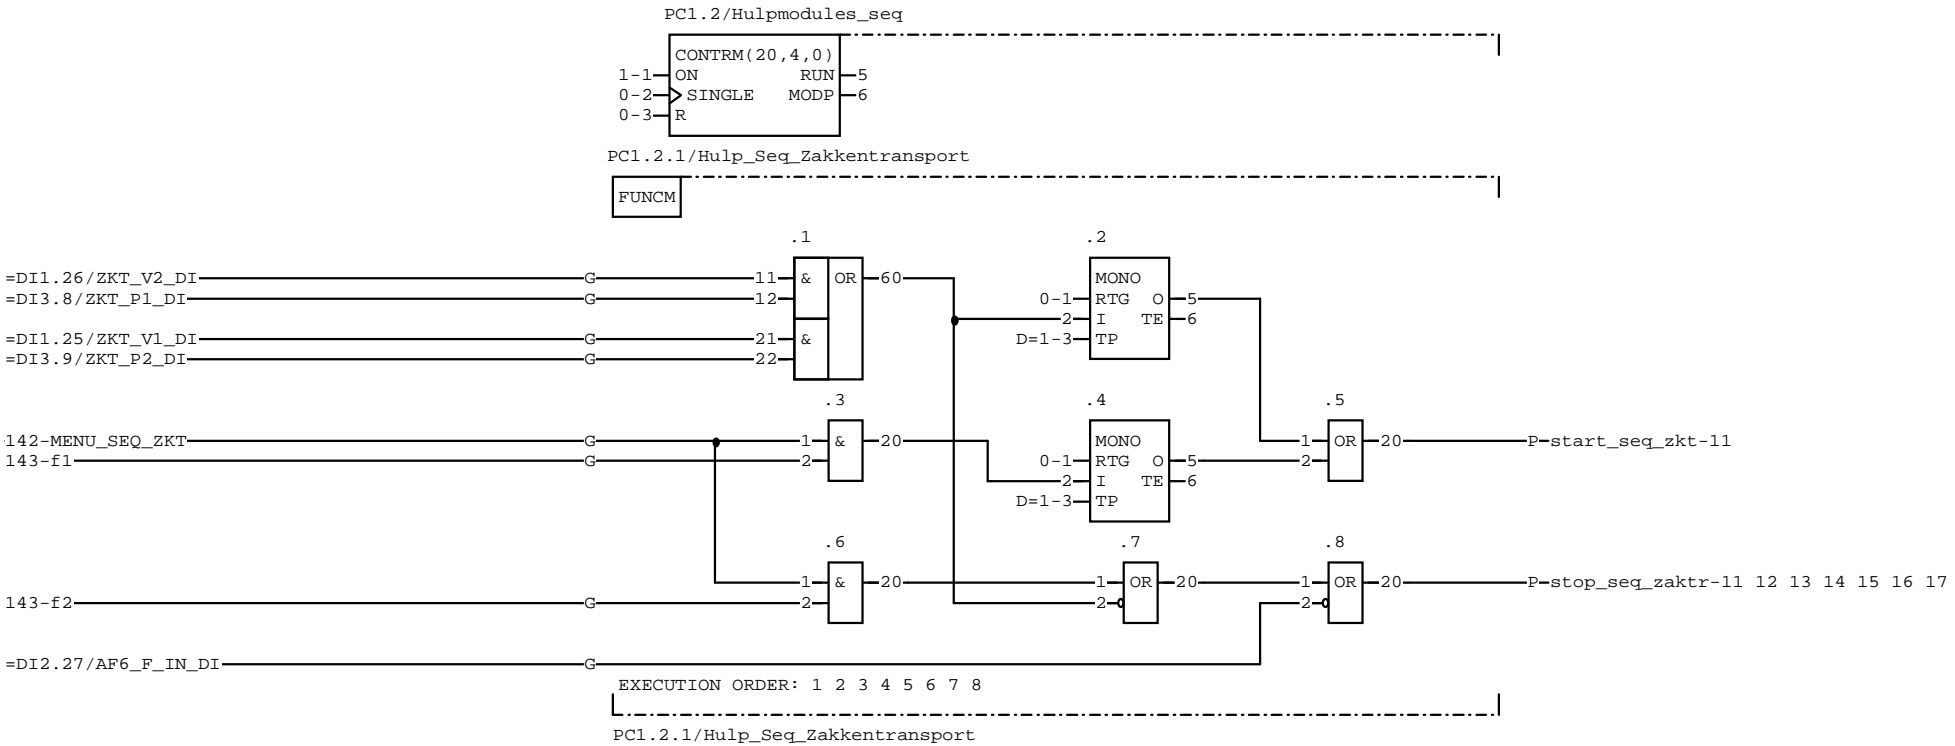 PC1.2/Hulpmodules_seq
CONTRM(20,4,0)
1-1 ON RUN 5
0-2 SINGLE MODP 6
0-3 R
PC1.2.1/Hulp_Seq_Zakkentransport
FUNCM
.1 .2
=DI1.26/ZKT_V2_DI G 11 & OR 60 MONO
=DI3.8/ZKT_P1_DI G 12 0-1 RTG O 5
2 I TE 6
=DI1.25/ZKT_V1_DI G 21 & D=1-3 TP
=DI3.9/ZKT_P2_DI G 22
.3 .4 .5
142-MENU_SEQ_ZKT G 1 & 20 MONO 1 OR 20 P start_seq_zkt-11
143-f1 G 2 0-1 RTG O 5 2
2 I TE 6
D=1-3 TP
.6 .7 .8
1 & 20 1 OR 20 1 OR 20 P stop_seq_zaktr-11 12 13 14 15 16 17
143-f2 G 2 2 2
=DI2.27/AF6_F_IN_DI G
EXECUTION ORDER: 1 2 3 4 5 6 7 8
PC1.2.1/Hulp_Seq_Zakkentransport